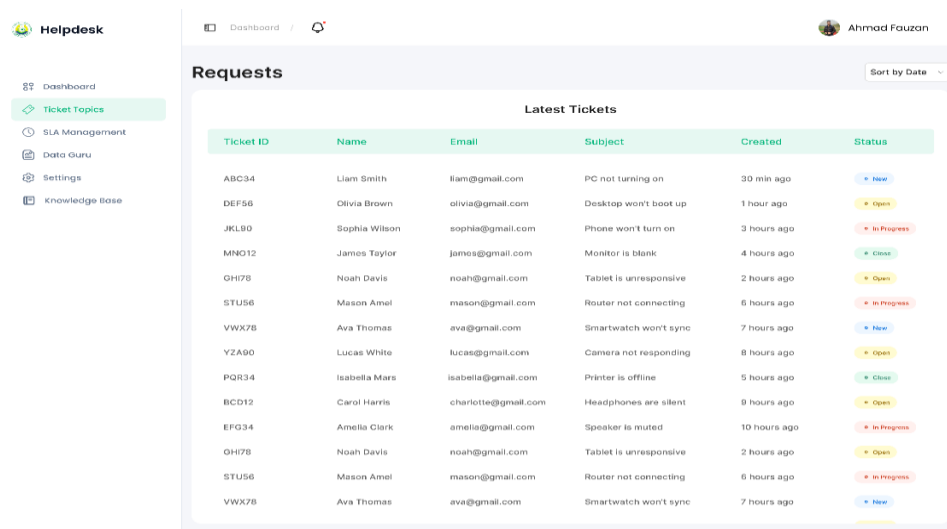 Helpdesk
Dashboard /
Ahmad Fauzan
Dashboard
Ticket Topics
SLA Management
Data Guru
Settings
Knowledge Base
Requests
Sort by Date
Latest Tickets
Ticket ID Name Email Subject Created Status
ABC34 Liam Smith liam@gmail.com PC not turning on 30 min ago New
DEF56 Olivia Brown olivia@gmail.com Desktop won't boot up 1 hour ago Open
JKL90 Sophia Wilson sophia@gmail.com Phone won't turn on 3 hours ago In Progress
MNO12 James Taylor james@gmail.com Monitor is blank 4 hours ago Close
GHI78 Noah Davis noah@gmail.com Tablet is unresponsive 2 hours ago Open
STU56 Mason Amel mason@gmail.com Router not connecting 6 hours ago In Progress
VWX78 Ava Thomas ava@gmail.com Smartwatch won't sync 7 hours ago New
YZA90 Lucas White lucas@gmail.com Camera not responding 8 hours ago Open
PQR34 Isabella Mars isabella@gmail.com Printer is offline 5 hours ago Close
BCD12 Carol Harris charlotte@gmail.com Headphones are silent 9 hours ago Open
EFG34 Amelia Clark amelia@gmail.com Speaker is muted 10 hours ago In Progress
GHI78 Noah Davis noah@gmail.com Tablet is unresponsive 2 hours ago Open
STU56 Mason Amel mason@gmail.com Router not connecting 6 hours ago In Progress
VWX78 Ava Thomas ava@gmail.com Smartwatch won't sync 7 hours ago New